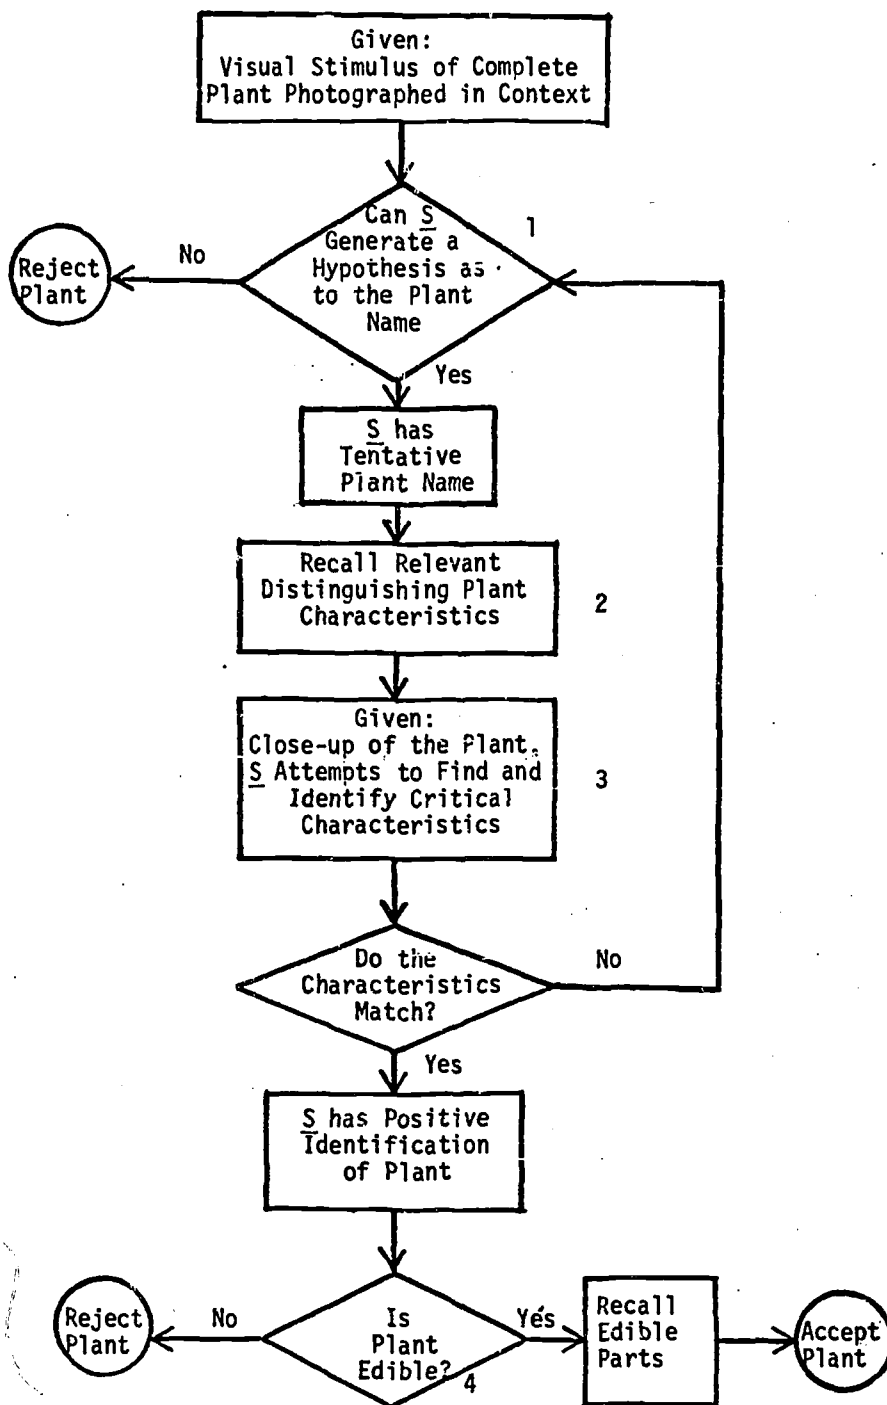 Given:
Visual Stimulus of Complete
Plant Photographed in Context
Can S
Generate a
Hypothesis as
to the Plant
Name
1
No
Reject
Plant
Yes
S has
Tentative
Plant Name
Recall Relevant
Distinguishing Plant
Characteristics
2
Given:
Close-up of the Plant,
S Attempts to Find and
Identify Critical
Characteristics
3
Do the
Characteristics
Match?
No
Yes
S has Positive
Identification
of Plant
Reject
Plant
No
Is
Plant
Edible?
4
Yes
Recall
Edible
Parts
Accept
Plant